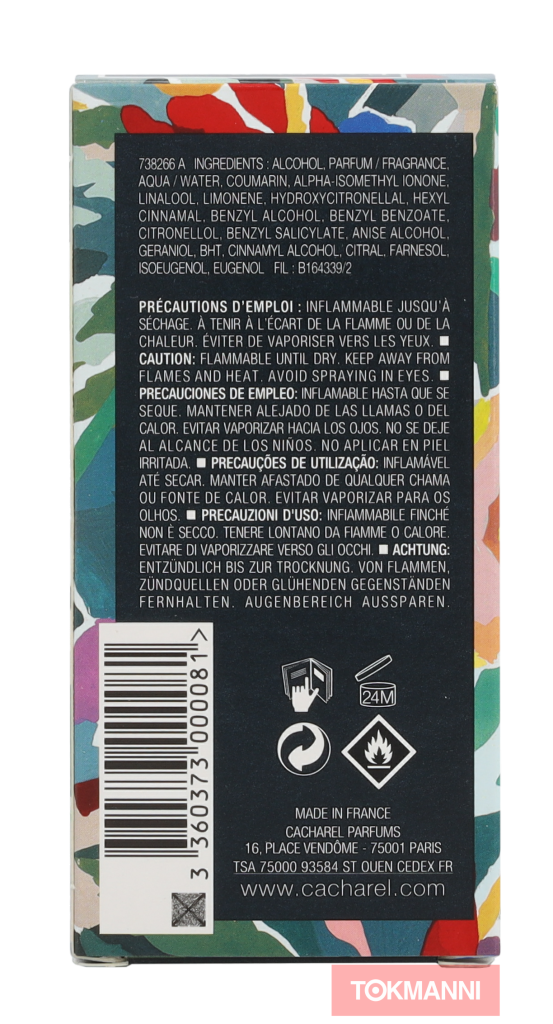 738266 A INGREDIENTS : ALCOHOL, PARFUM / FRAGRANCE,
AQUA / WATER, COUMARIN, ALPHA-ISOMETHYL IONONE,
LINALOOL, LIMONENE, HYDROXYCITRONELLAL, HEXYL
CINNAMAL, BENZYL ALCOHOL, BENZYL BENZOATE,
CITRONELLOL, BENZYL SALICYLATE, ANISE ALCOHOL,
GERANIOL, BHT, CINNAMYL ALCOHOL, CITRAL, FARNESOL,
ISOEUGENOL, EUGENOL FIL : B164339/2
PRÉCAUTIONS D'EMPLOI : INFLAMMABLE JUSQU'À
SÉCHAGE. À TENIR À L'ÉCART DE LA FLAMME OU DE LA
CHALEUR. ÉVITER DE VAPORISER VERS LES YEUX. ■
CAUTION: FLAMMABLE UNTIL DRY. KEEP AWAY FROM
FLAMES AND HEAT. AVOID SPRAYING IN EYES. ■
PRECAUCIONES DE EMPLEO: INFLAMABLE HASTA QUE SE
SEQUE. MANTENER ALEJADO DE LAS LLAMAS O DEL
CALOR. EVITAR VAPORIZAR HACIA LOS OJOS. NO SE DEJE
AL ALCANCE DE LOS NIÑOS. NO APLICAR EN PIEL
IRRITADA. ■ PRECAUÇÕES DE UTILIZAÇÃO: INFLAMÁVEL
ATÉ SECAR. MANTER AFASTADO DE QUALQUER CHAMA
OU FONTE DE CALOR. EVITAR VAPORIZAR PARA OS
OLHOS. ■ PRECAUZIONI D'USO: INFIAMMABILE FINCHÉ
NON È SECCO. TENERE LONTANO DA FIAMME O CALORE.
EVITARE DI VAPORIZZARE VERSO GLI OCCHI. ■ ACHTUNG:
ENTZÜNDLICH BIS ZUR TROCKNUNG. VON FLAMMEN,
ZÜNDQUELLEN ODER GLÜHENDEN GEGENSTÄNDEN
FERNHALTEN. AUGENBEREICH AUSSPAREN.
3 360373 000081 >
24M
MADE IN FRANCE
CACHAREL PARFUMS
16, PLACE VENDÔME - 75001 PARIS
TSA 75000 93584 ST OUEN CEDEX FR
www.cacharel.com
TOKMANNI